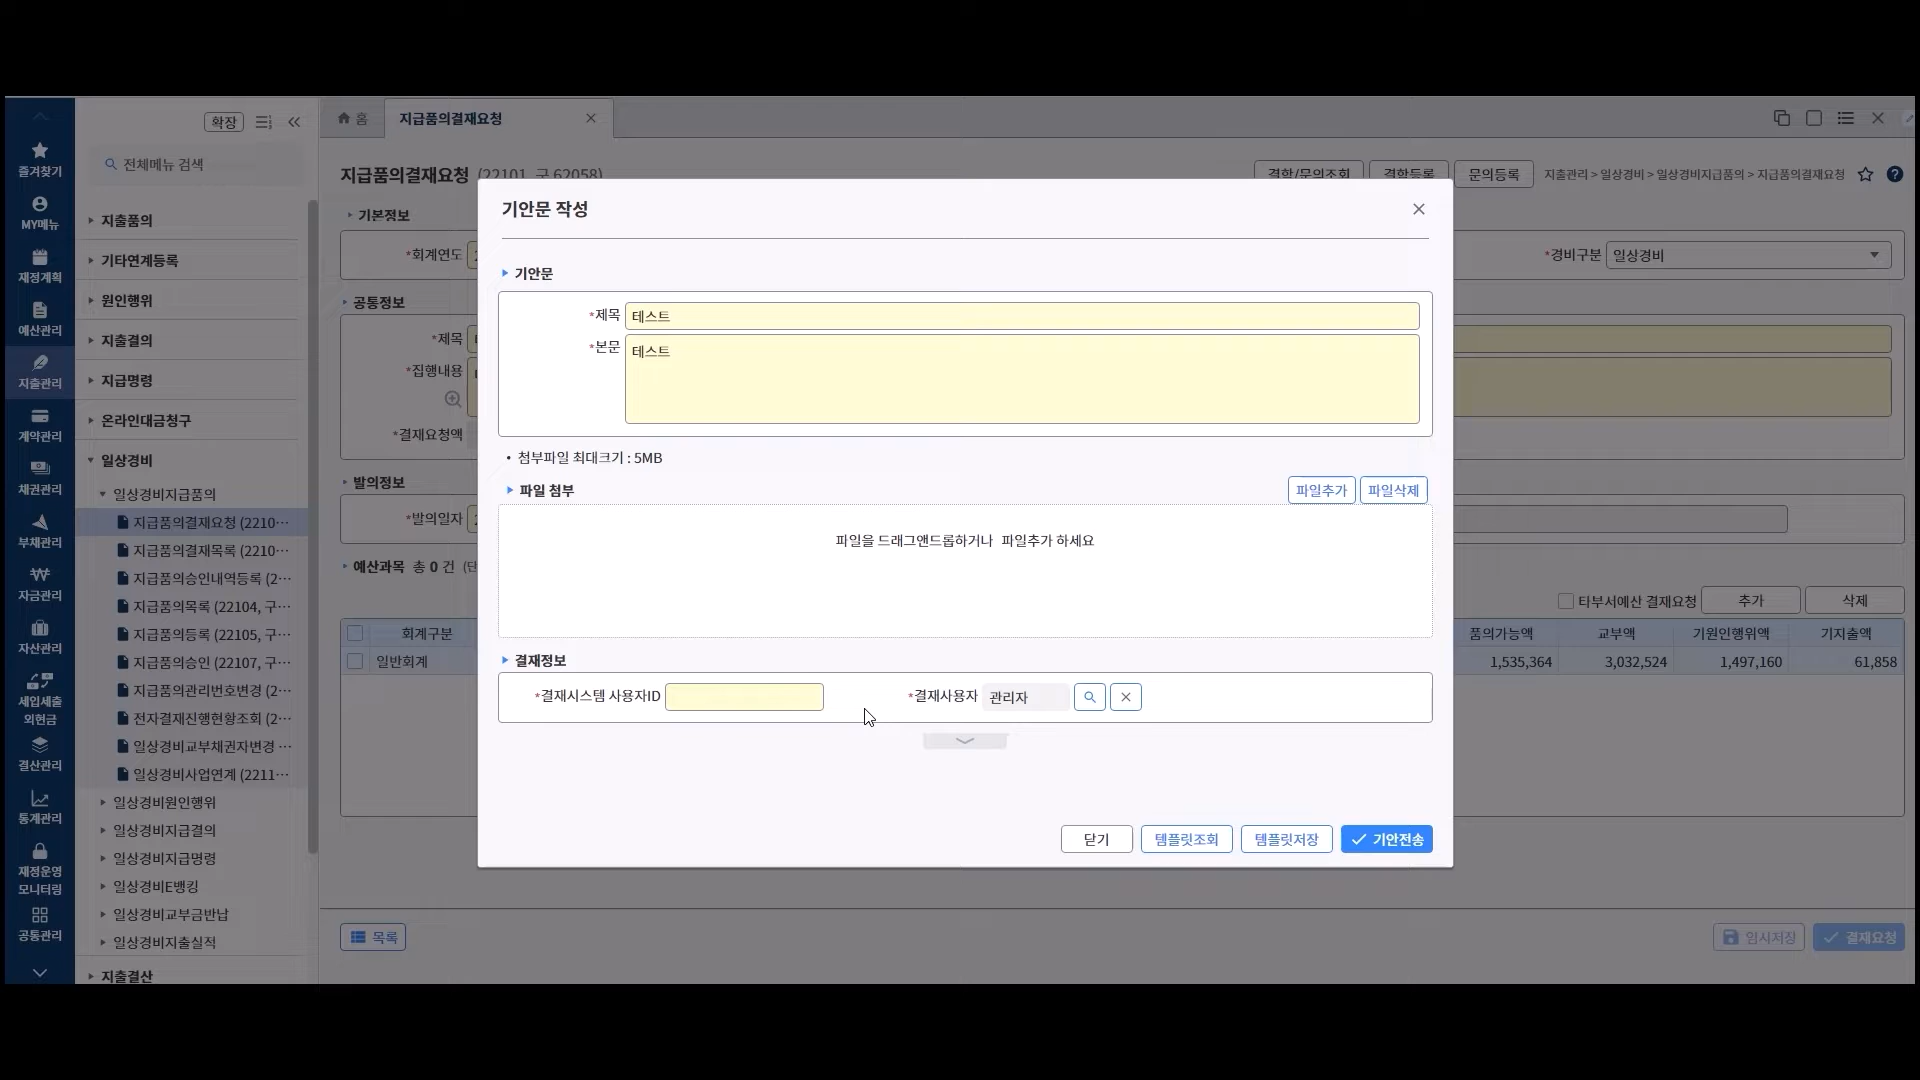 확장
전체메뉴 검색
즐겨찾기
MY메뉴
재정계획
예산관리
지출관리
계약관리
채권관리
부채관리
자금관리
자산관리
세입세출
외현금
결산관리
통계관리
재정운영
모니터링
공통관리
지출품의
기타연계등록
원인행위
지출결의
지급명령
온라인대금청구
일상경비
일상경비지급품의
지급품의결재요청 (2210…
지급품의결재목록 (2210…
지급품의승인내역등록 (2…
지급품의목록 (22104, 구…
지급품의등록 (22105, 구…
지급품의승인 (22107, 구…
지급품의관리번호변경 (2…
전자결재진행현황조회 (2…
일상경비교부채권자변경 …
일상경비사업연계 (2211…
일상경비원인행위
일상경비지급결의
일상경비지급명령
일상경비E뱅킹
일상경비교부금반납
일상경비지출실적
지출결산
홈
지급품의결재요청
지급품의결재요청 (22101, 구 62058)
결함/문의조회
결함등록
문의등록
지출관리 > 일상경비 > 일상경비지급품의 > 지급품의결재요청
기본정보
*회계연도
*경비구분 일상경비
공통정보
*제목
*집행내용
*결재요청액
발의정보
*발의일자
예산과목 총 0 건
타부서예산 결재요청 추가 삭제
회계구분 품의가능액 교부액 기원인행위액 기지출액
일반회계 1,535,364 3,032,524 1,497,160 61,858
목록
임시저장
결재요청
기안문 작성
기안문
*제목 테스트
*본문 테스트
• 첨부파일 최대크기 : 5MB
파일 첨부 파일추가 파일삭제
파일을 드래그앤드롭하거나 파일추가 하세요
결재정보
*결재시스템 사용자ID *결재사용자 관리자
닫기 템플릿조회 템플릿저장 기안전송